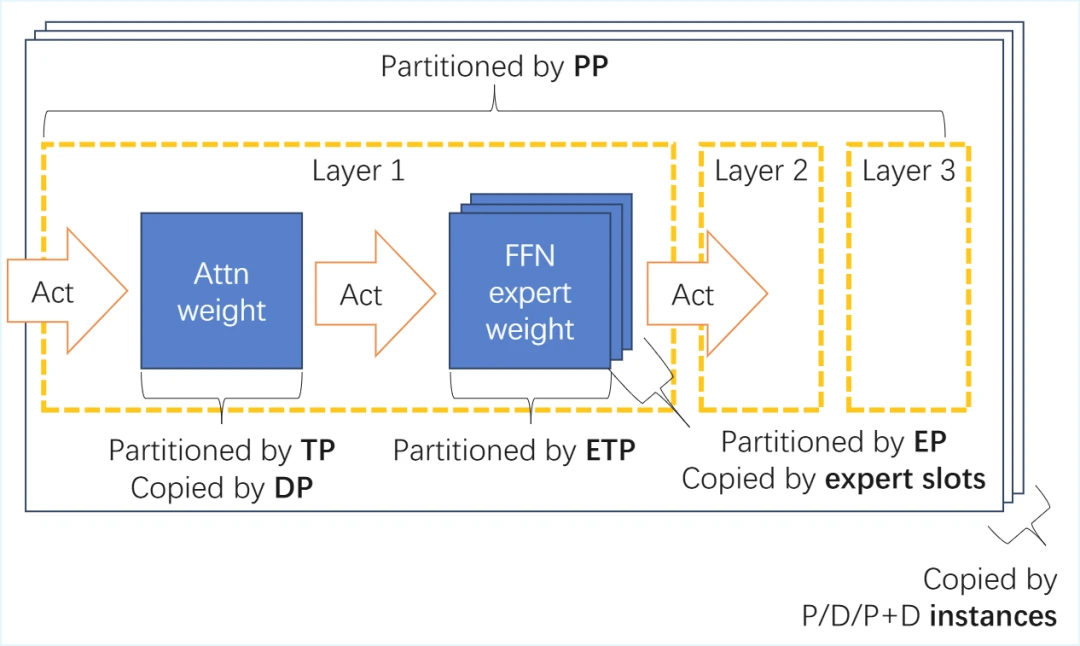 Partitioned by PP
Layer 1
Layer 2
Layer 3
Act
Attn
weight
Act
FFN
expert
weight
Act
Partitioned by TP
Copied by DP
Partitioned by ETP
Partitioned by EP
Copied by expert slots
Copied by
P/D/P+D instances